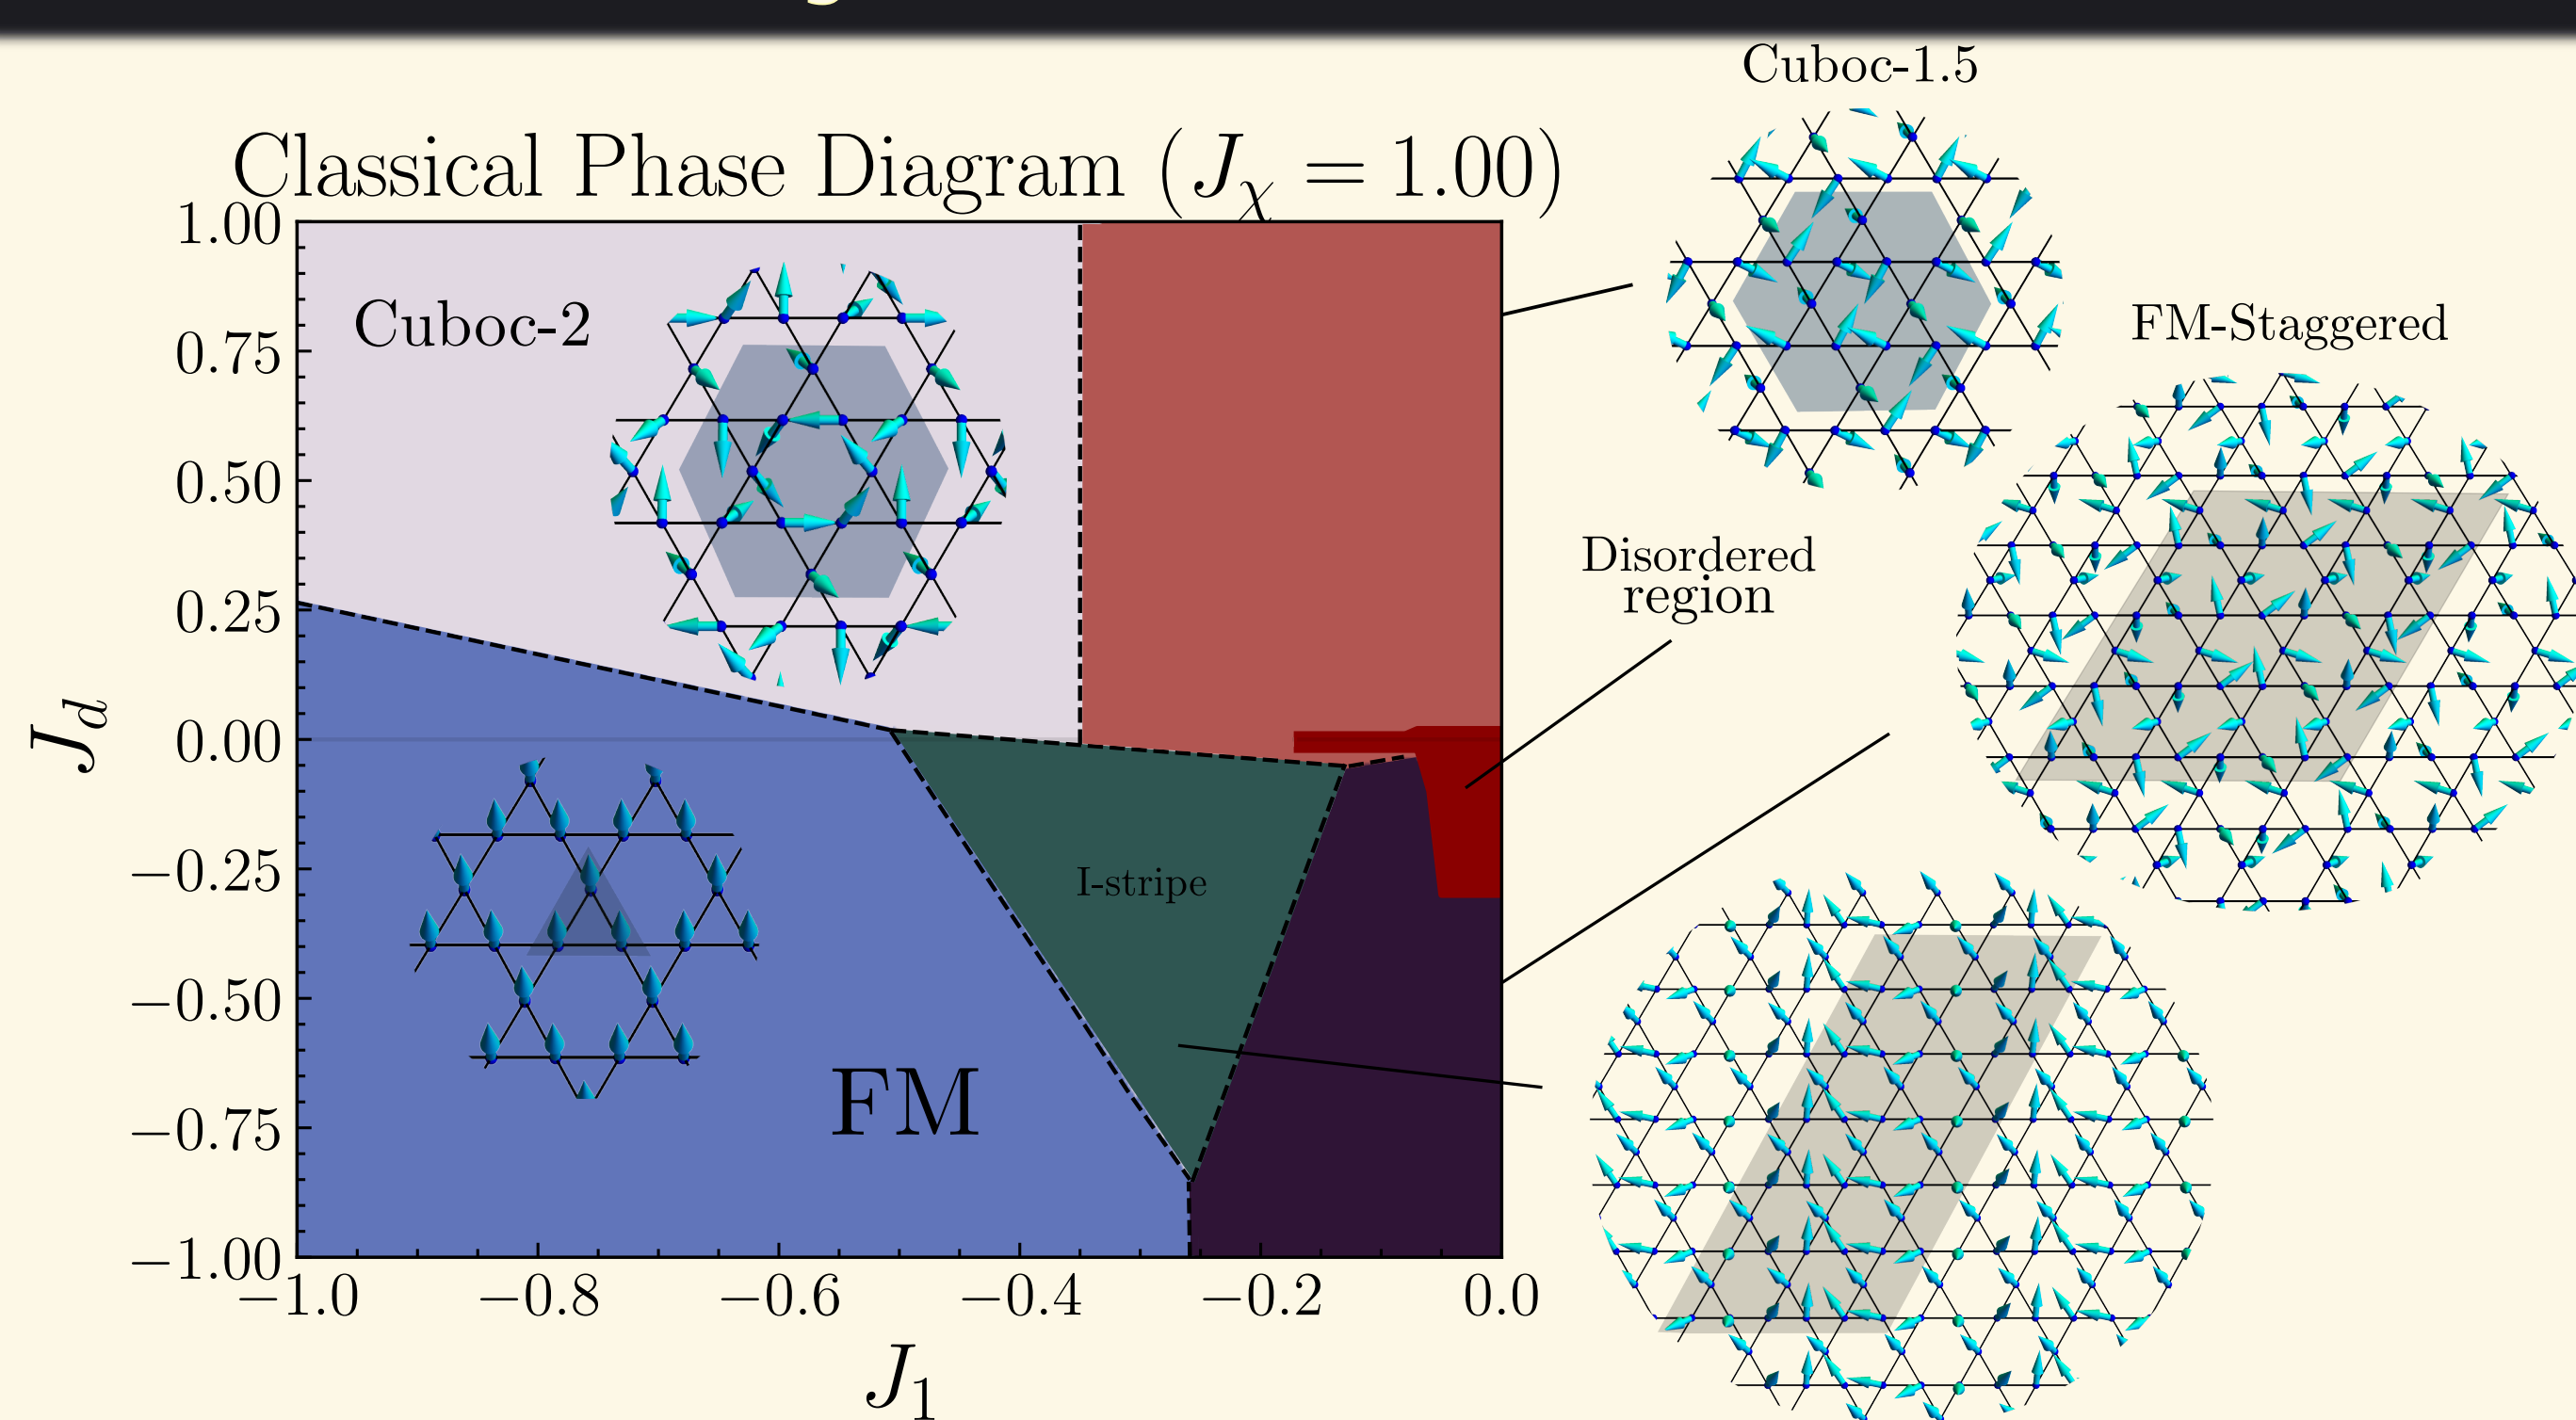 Cuboc-1.5
Classical Phase Diagram (J_χ = 1.00)
FM-Staggered
Cuboc-2
Disordered
region
I-stripe
FM
J_d
1.00
0.75
0.50
0.25
0.00
−0.25
−0.50
−0.75
−1.00
−1.0 −0.8 −0.6 −0.4 −0.2 0.0
J_1